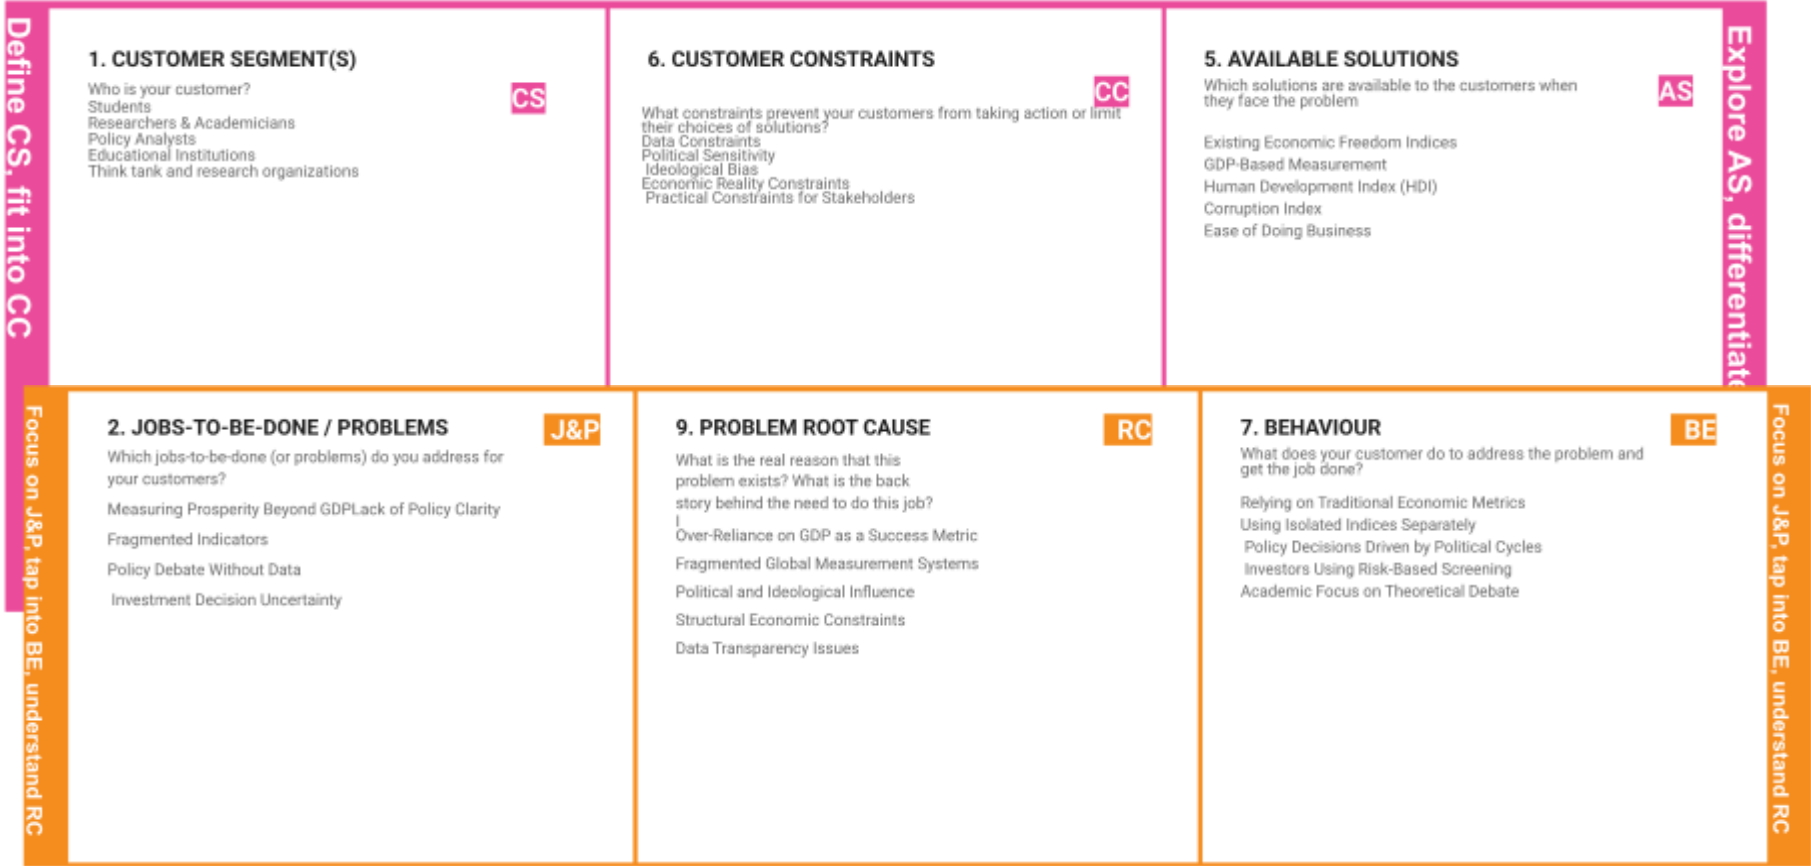 Define CS, fit into CC
1. CUSTOMER SEGMENT(S)
CS
Who is your customer?
Students
Researchers & Academicians
Policy Analysts
Educational Institutions
Think tank and research organizations
6. CUSTOMER CONSTRAINTS
CC
What constraints prevent your customers from taking action or limit
their choices of solutions?
Data Constraints
Political Sensitivity
Ideological Bias
Economic Reality Constraints
Practical Constraints for Stakeholders
5. AVAILABLE SOLUTIONS
AS
Which solutions are available to the customers when
they face the problem
Existing Economic Freedom Indices
GDP-Based Measurement
Human Development Index (HDI)
Corruption Index
Ease of Doing Business
Explore AS, differentiate
Focus on J&P, tap into BE, understand RC
2. JOBS-TO-BE-DONE / PROBLEMS
J&P
Which jobs-to-be-done (or problems) do you address for
your customers?
Measuring Prosperity Beyond GDPLack of Policy Clarity
Fragmented Indicators
Policy Debate Without Data
Investment Decision Uncertainty
9. PROBLEM ROOT CAUSE
RC
What is the real reason that this
problem exists? What is the back
story behind the need to do this job?
I
Over-Reliance on GDP as a Success Metric
Fragmented Global Measurement Systems
Political and Ideological Influence
Structural Economic Constraints
Data Transparency Issues
7. BEHAVIOUR
BE
What does your customer do to address the problem and
get the job done?
Relying on Traditional Economic Metrics
Using Isolated Indices Separately
Policy Decisions Driven by Political Cycles
Investors Using Risk-Based Screening
Academic Focus on Theoretical Debate
Focus on J&P, tap into BE, understand RC